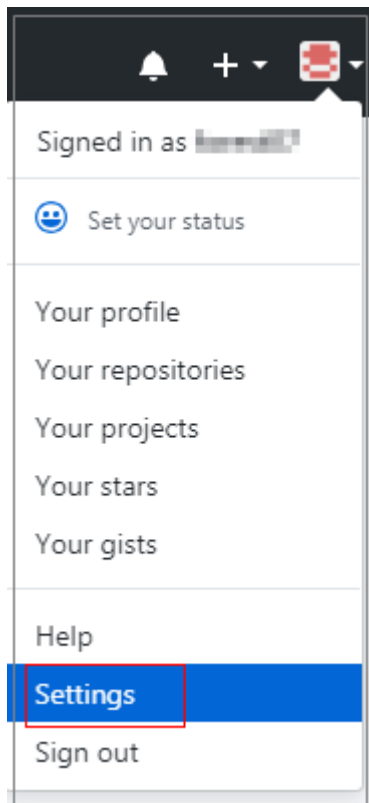 Signed in as
Set your status
Your profile
Your repositories
Your projects
Your stars
Your gists
Help
Settings
Sign out